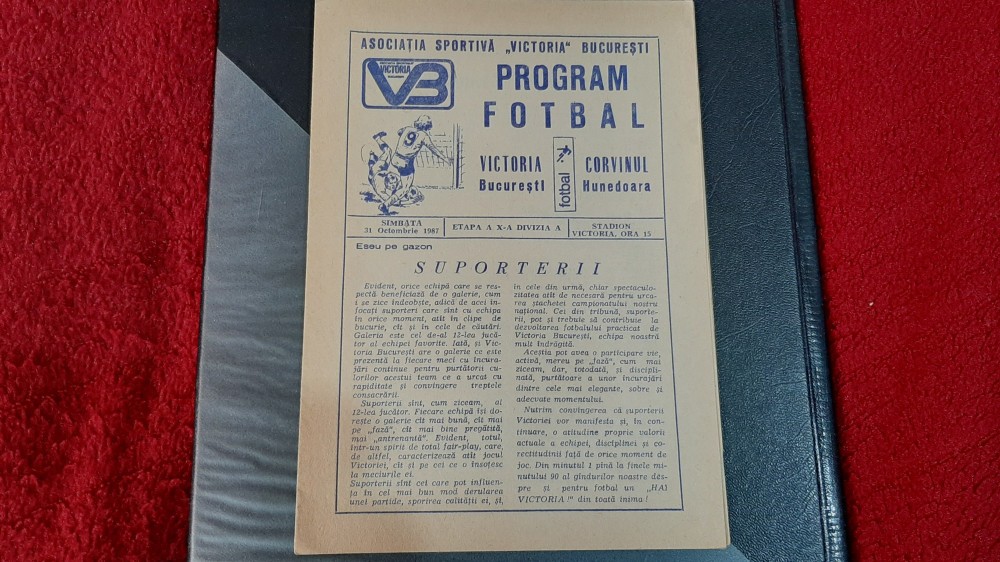 ASOCIAȚIA SPORTIVĂ „VICTORIA" BUCUREȘTI
VICTORIA
VB
PROGRAM
FOTBAL
9
VICTORIA
București
fotbal
CORVINUL
Hunedoara
SÎMBĂTĂ
31 Octombrie 1987
ETAPA A X-A DIVIZIA A
STADION
VICTORIA, ORA 15
Eseu pe gazon
SUPORTERII
Evident, orice echipă care se res-
pectă beneficiază de o galerie, cum
i se zice îndeobște, adică de acei în-
focați suporteri care sînt cu echipa
în orice moment, atît în clipe de
bucurie, cît și în cele de căutări.
Galeria este cel de-al 12-lea jucă-
tor al echipei favorite. Iată, și Vic-
toria București are o galerie ce este
prezentă la fiecare meci cu încura-
jări continue pentru purtătorii cu-
lorilor acestui team ce a urcat cu
rapiditate și convingere treptele
consacrării.
Suporterii sînt, cum ziceam, al
12-lea jucător. Fiecare echipă își do-
rește o galerie cît mai bună, cît mai
pe „fază", cît mai bine pregătită,
mai „antrenantă". Evident, totul,
într-un spirit de total fair-play, care,
de altfel, caracterizează atît jocul
Victoriei, cît și pe cei ce o însoțesc
la meciurile ei.
Suporterii sînt cei care pot influen-
ța în cel mai bun mod derularea
unei partide, sporirea calității ei, și,
în cele din urmă, chiar spectaculo-
zitatea atît de necesară pentru urca-
rea ștachetei campionatului nostru
național. Cei din tribună, suporte-
rii, pot și trebuie să contribuie la
dezvoltarea fotbalului practicat de
Victoria București, echipa noastră
mult îndrăgită.
Aceștia pot avea o participare vie,
activă, mereu pe „fază", cum mai
ziceam, dar, totodată, și discipli-
nată, purtătoare a unor încurajări
dintre cele mai elegante, sobre și
adecvate momentului.
Nutrim convingerea că suporterii
Victoriei vor manifesta și, în con-
tinuare, o atitudine proprie valorii
actuale a echipei, disciplinei și co-
rectitudinii față de orice moment de
joc. Din minutul 1 pînă la finele mi-
nutului 90 al gîndurilor noastre des-
pre și pentru fotbal un „HAI
VICTORIA!" din toată inima!